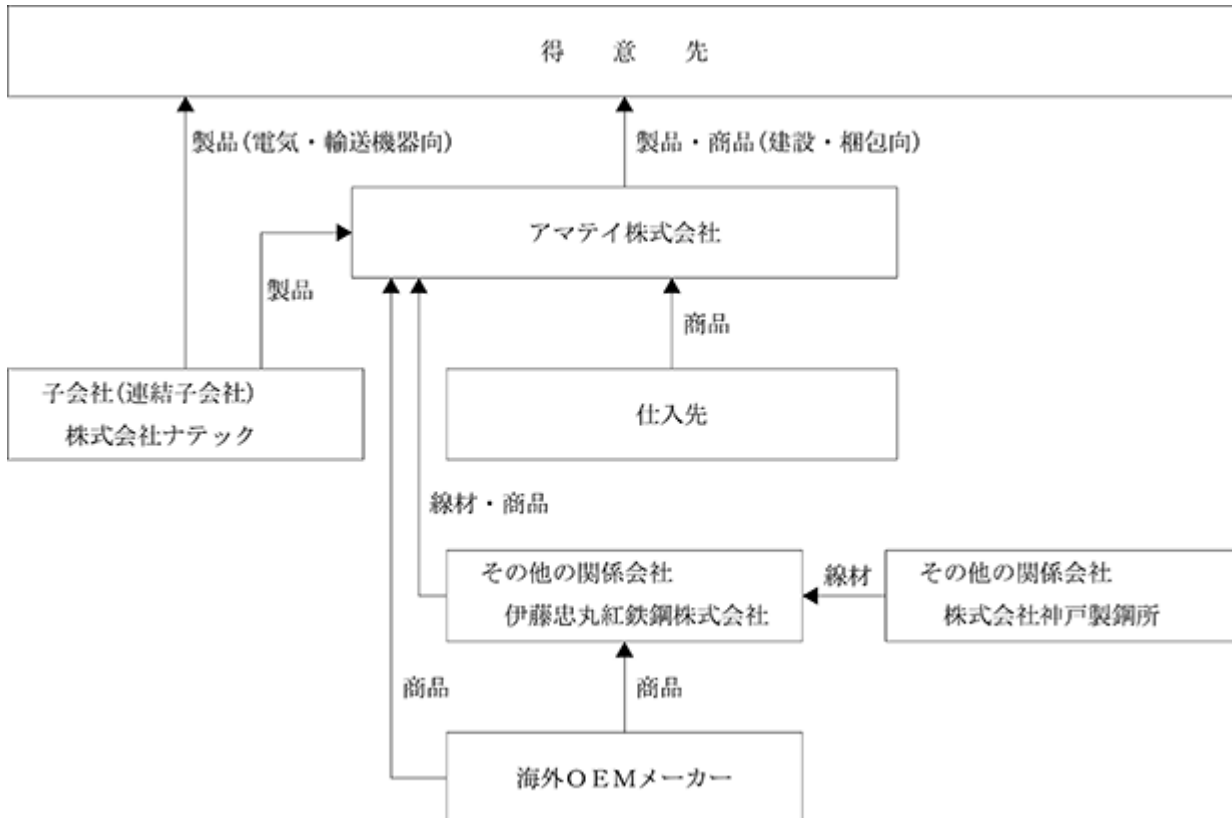 得意先
製品(電気・輸送機器向)
製品・商品(建設・梱包向)
アマテイ株式会社
製品
商品
子会社(連結子会社)
株式会社ナテック
仕入先
線材・商品
その他の関係会社
伊藤忠丸紅鉄鋼株式会社
線材
その他の関係会社
株式会社神戸製鋼所
商品
商品
海外OEMメーカー